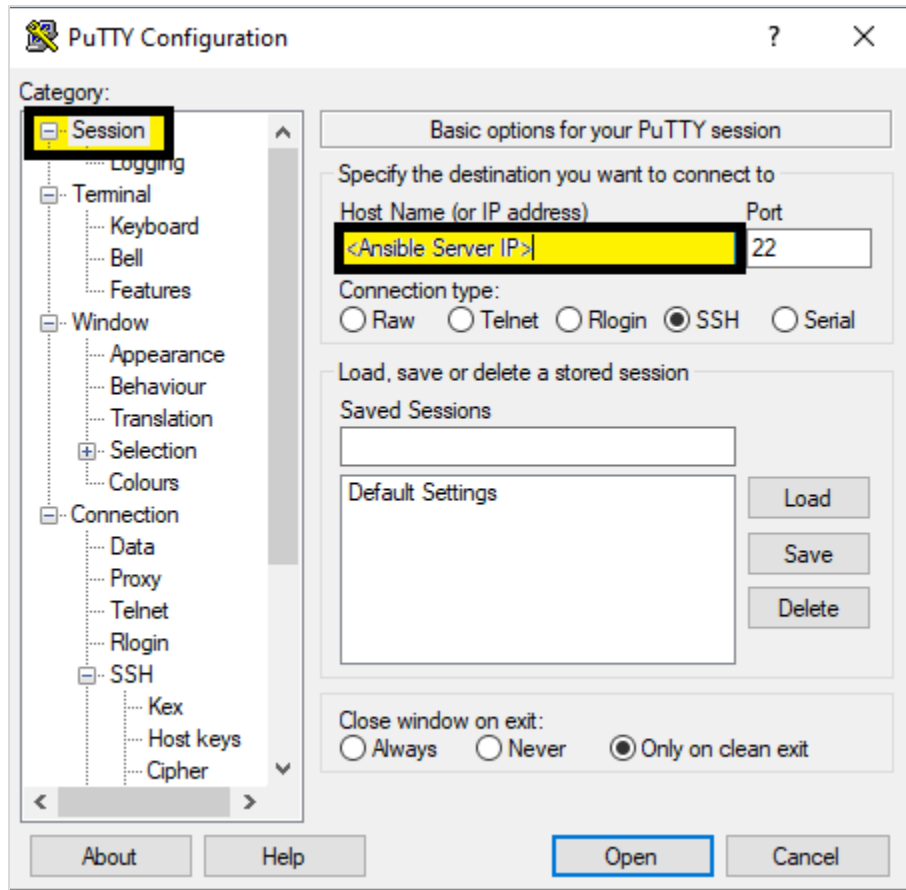 PuTTY Configuration
?
Category:
Session
Logging
Terminal
Keyboard
Bell
Features
Window
Appearance
Behaviour
Translation
Selection
Colours
Connection
Data
Proxy
Telnet
Rlogin
SSH
Kex
Host keys
Cipher
Basic options for your PuTTY session
Specify the destination you want to connect to
Host Name (or IP address) Port
<Ansible Server IP> 22
Connection type:
Raw Telnet Rlogin SSH Serial
Load, save or delete a stored session
Saved Sessions
Default Settings
Load
Save
Delete
Close window on exit:
Always Never Only on clean exit
About Help Open Cancel